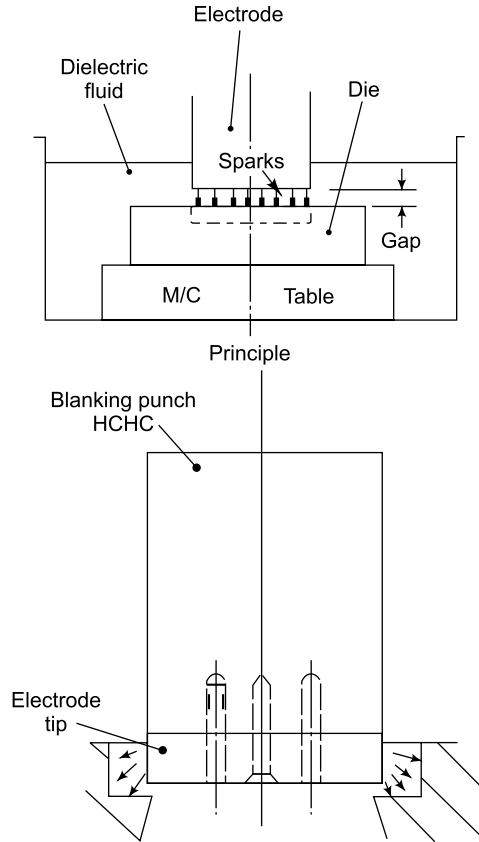 Electrode
Dielectric
fluid
Die
Sparks
Gap
M/C Table
Principle
Blanking punch
HCHC
Electrode
tip